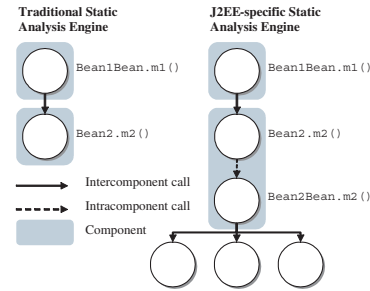 Traditional Static
Analysis Engine
Bean1Bean.m1()
Bean2.m2()
J2EE-specific Static
Analysis Engine
Bean1Bean.m1()
Bean2.m2()
Bean2Bean.m2()
Intercomponent call
Intracomponent call
Component